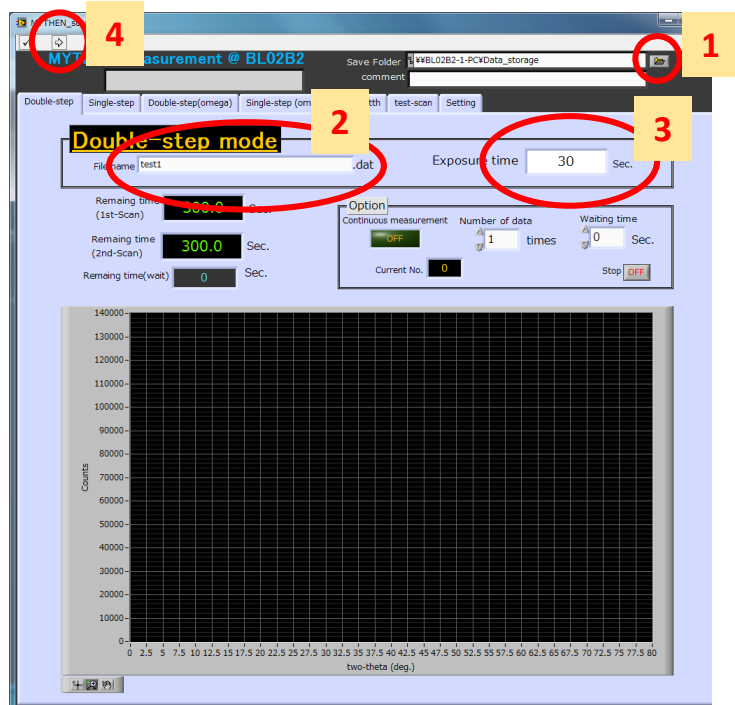 MYTHEN_s
4
1
MYT asurement @ BL02B2
Save Folder ¥¥BL02B2-1-PC¥Data_storage
comment
Double-step Single-step Double-step(omega) Single-step (om tth test-scan Setting
2
3
Double-step mode
File name test1 .dat
Exposure time 30 Sec.
Remaing time
(1st-Scan) 300.0 Sec.
Remaing time
(2nd-Scan) 300.0 Sec.
Remaing time(wait) 0 Sec.
Option
Continuous measurement Number of data Waiting time
OFF 1 times 0 Sec.
Current No. 0 Stop OFF
140000
130000
120000
110000
100000
90000
80000
70000
60000
50000
40000
30000
20000
10000
0
Counts
0 2.5 5 7.5 10 12.5 15 17.5 20 22.5 25 27.5 30 32.5 35 37.5 40 42.5 45 47.5 50 52.5 55 57.5 60 62.5 65 67.5 70 72.5 75 77.5 80
two-theta (deg.)